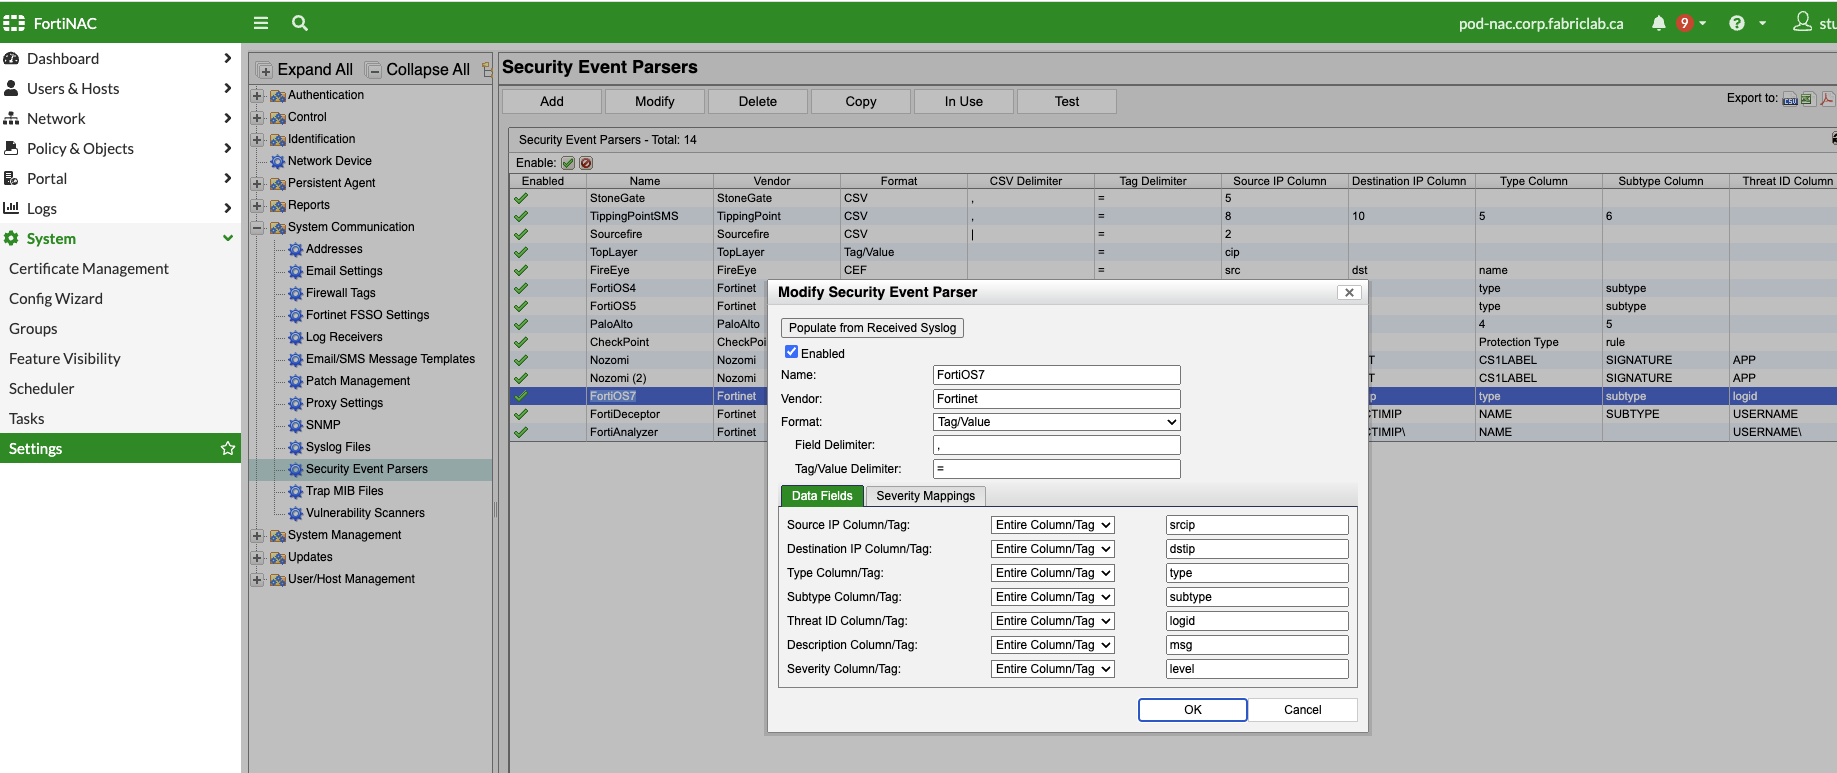 FortiNAC
pod-nac.corp.fabriclab.ca
9
stu
Dashboard
Users & Hosts
Network
Policy & Objects
Portal
Logs
System
Certificate Management
Config Wizard
Groups
Feature Visibility
Scheduler
Tasks
Settings
Expand All
Collapse All
Authentication
Control
Identification
Network Device
Persistent Agent
Reports
System Communication
Addresses
Email Settings
Firewall Tags
Fortinet FSSO Settings
Log Receivers
Email/SMS Message Templates
Patch Management
Proxy Settings
SNMP
Syslog Files
Security Event Parsers
Trap MIB Files
Vulnerability Scanners
System Management
Updates
User/Host Management
Security Event Parsers
Add Modify Delete Copy In Use Test
Export to:
Security Event Parsers - Total: 14
Enable:
Enabled Name Vendor Format CSV Delimiter Tag Delimiter Source IP Column Destination IP Column Type Column Subtype Column Threat ID Column
StoneGate StoneGate CSV , = 5
TippingPointSMS TippingPoint CSV , = 8 10 5 6
Sourcefire Sourcefire CSV | = 2
TopLayer TopLayer Tag/Value = cip
FireEye FireEye CEF = src dst name
FortiOS4 Fortinet type subtype
FortiOS5 Fortinet type subtype
PaloAlto PaloAlto 4 5
CheckPoint CheckPoi Protection Type rule
Nozomi Nozomi T CS1LABEL SIGNATURE APP
Nozomi (2) Nozomi T CS1LABEL SIGNATURE APP
FortiOS7 Fortinet p type subtype logid
FortiDeceptor Fortinet CTIMIP NAME SUBTYPE USERNAME
FortiAnalyzer Fortinet CTIMIP\ NAME USERNAME\
Modify Security Event Parser
Populate from Received Syslog
Enabled
Name: FortiOS7
Vendor: Fortinet
Format: Tag/Value
Field Delimiter: ,
Tag/Value Delimiter: =
Data Fields Severity Mappings
Source IP Column/Tag: Entire Column/Tag srcip
Destination IP Column/Tag: Entire Column/Tag dstip
Type Column/Tag: Entire Column/Tag type
Subtype Column/Tag: Entire Column/Tag subtype
Threat ID Column/Tag: Entire Column/Tag logid
Description Column/Tag: Entire Column/Tag msg
Severity Column/Tag: Entire Column/Tag level
OK Cancel